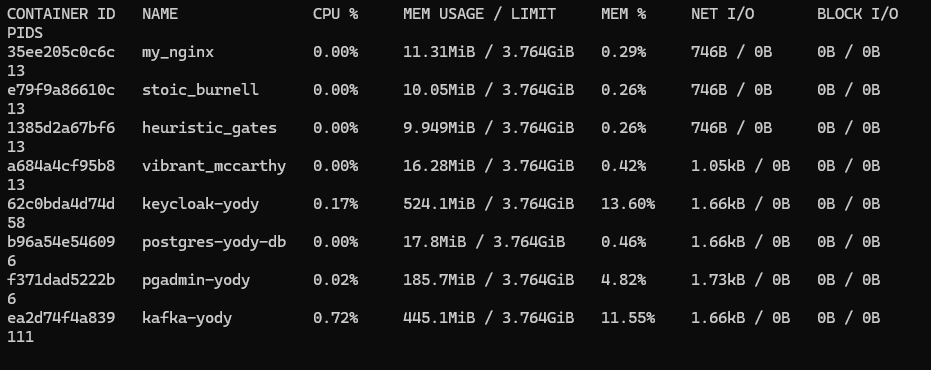 CONTAINER ID   NAME               CPU %     MEM USAGE / LIMIT     MEM %     NET I/O       BLOCK I/O
PIDS
35ee205c0c6c   my_nginx           0.00%     11.31MiB / 3.764GiB   0.29%     746B / 0B     0B / 0B
13
e79f9a86610c   stoic_burnell      0.00%     10.05MiB / 3.764GiB   0.26%     746B / 0B     0B / 0B
13
1385d2a67bf6   heuristic_gates    0.00%     9.949MiB / 3.764GiB   0.26%     746B / 0B     0B / 0B
13
a684a4cf95b8   vibrant_mccarthy   0.00%     16.28MiB / 3.764GiB   0.42%     1.05kB / 0B   0B / 0B
13
62c0bda4d74d   keycloak-yody      0.17%     524.1MiB / 3.764GiB   13.60%    1.66kB / 0B   0B / 0B
58
b96a54e54609   postgres-yody-db   0.00%     17.8MiB / 3.764GiB    0.46%     1.66kB / 0B   0B / 0B
6
f371dad5222b   pgadmin-yody       0.02%     185.7MiB / 3.764GiB   4.82%     1.73kB / 0B   0B / 0B
6
ea2d74f4a839   kafka-yody         0.72%     445.1MiB / 3.764GiB   11.55%    1.66kB / 0B   0B / 0B
111